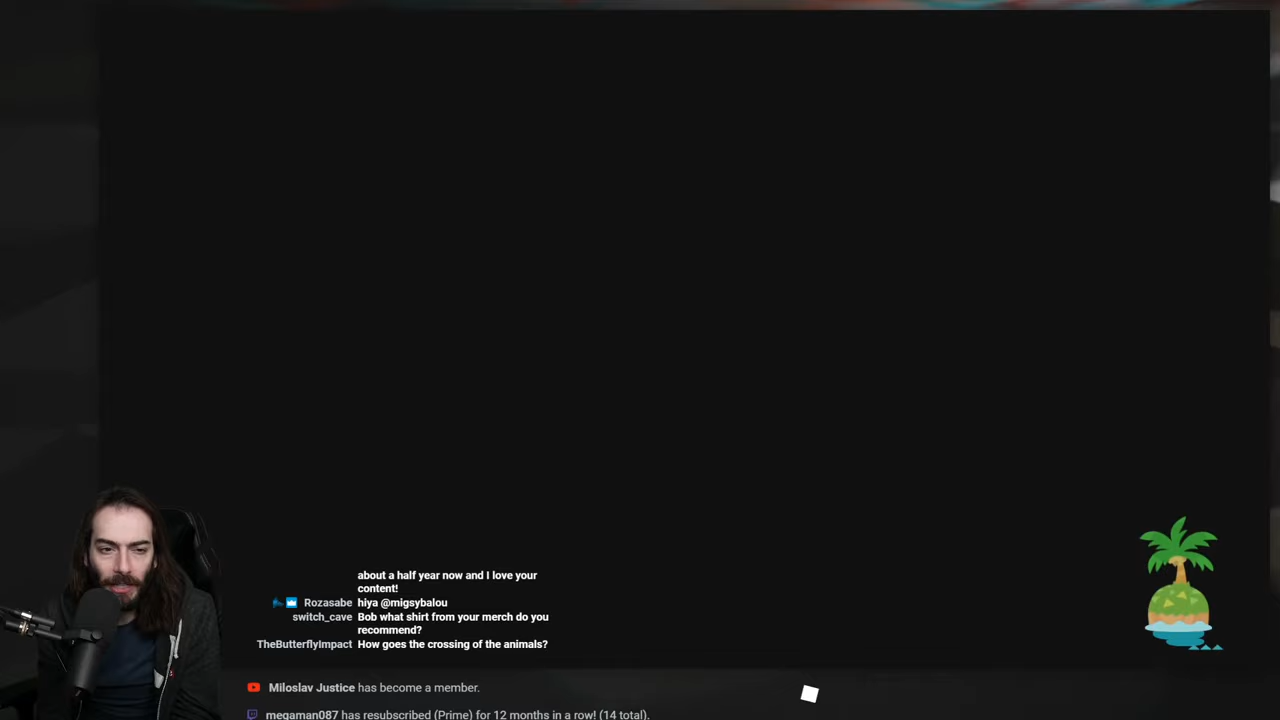 about a half year now and I love your
content!
Rozasabe hiya @migsybalou
switch_cave Bob what shirt from your merch do you
recommend?
TheButterflyImpact How goes the crossing of the animals?
Miloslav Justice has become a member.
megaman087 has resubscribed (Prime) for 12 months in a row! (14 total).